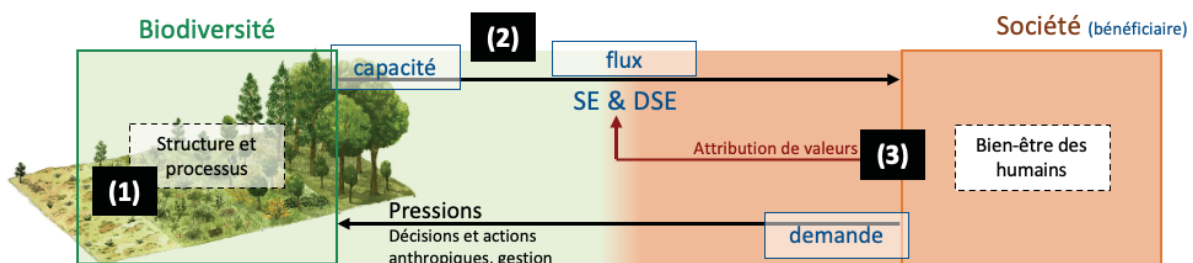 Biodiversité
Société (bénéficiaire)
(2)
capacité
flux
SE & DSE
Structure et
processus
(1)
Attribution de valeurs
(3)
Bien-être des
humains
Pressions
Décisions et actions
anthropiques, gestion
demande